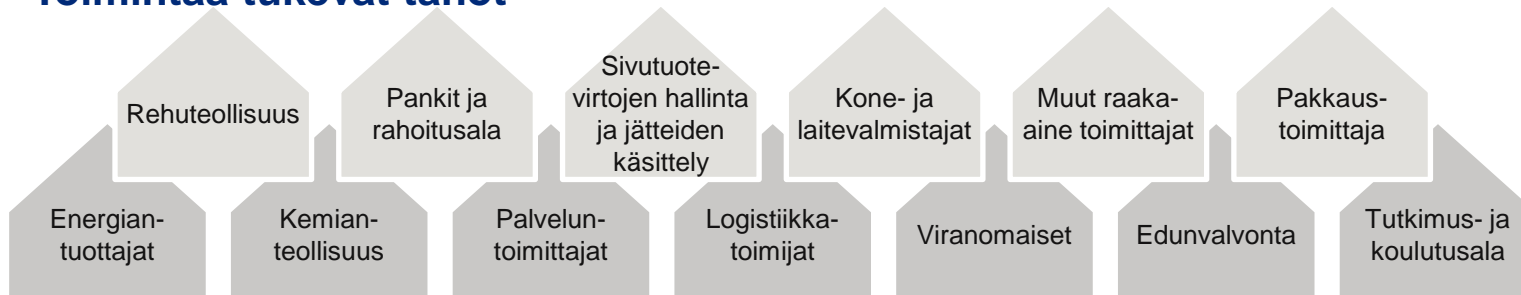 Toimintaa tukevat tahot
Rehuteollisuus
Pankit ja
rahoitusala
Sivutuote-
virtojen hallinta
ja jätteiden
käsittely
Kone- ja
laitevalmistajat
Muut raaka-
aine toimittajat
Pakkaus-
toimittaja
Energian-
tuottajat
Kemian-
teollisuus
Palvelun-
toimittajat
Logistiikka-
toimijat
Viranomaiset
Edunvalvonta
Tutkimus- ja
koulutusala